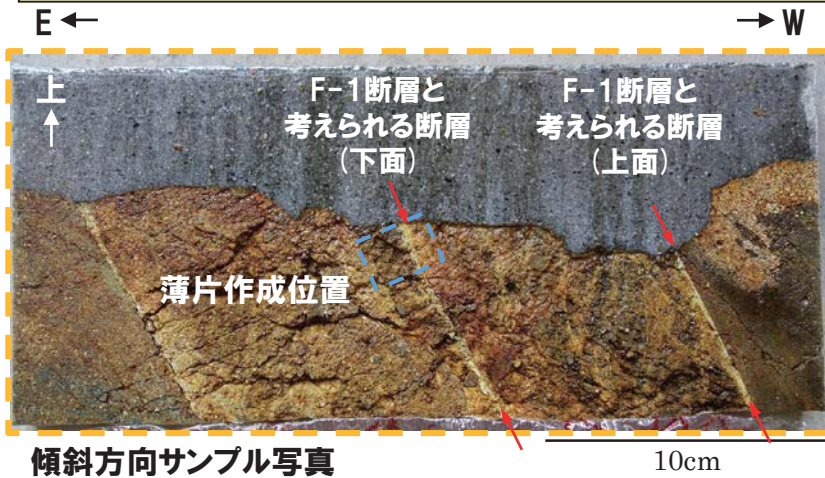 E ←
→ W
上
↑
F-1断層と
考えられる断層
(下面)
F-1断層と
考えられる断層
(上面)
薄片作成位置
傾斜方向サンプル写真
10cm